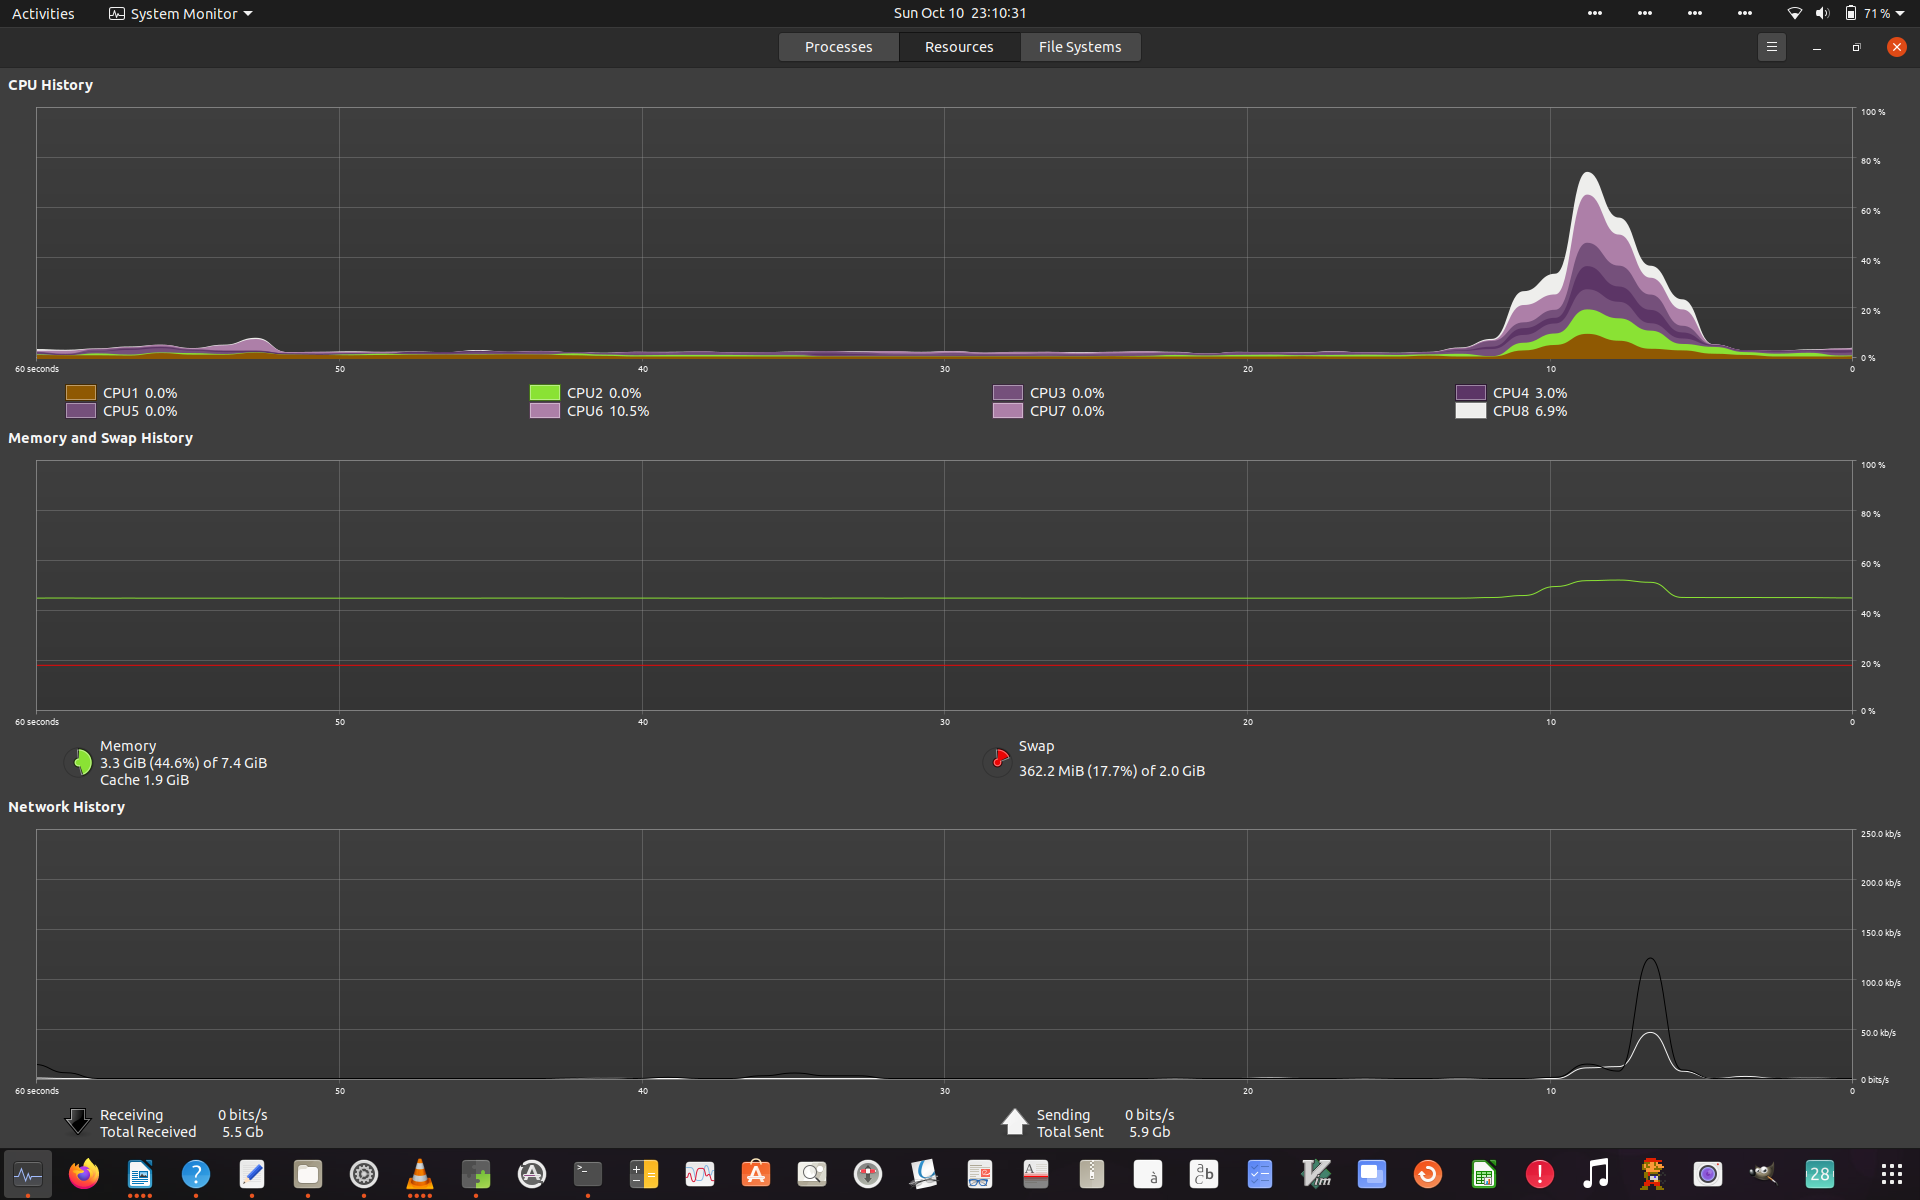 Activities System Monitor Sun Oct 10 23:10:31 71 %
Processes Resources File Systems
CPU History
100 %
80 %
60 %
40 %
20 %
0 %
60 seconds 50 40 30 20 10 0
CPU1 0.0% CPU2 0.0% CPU3 0.0% CPU4 3.0%
CPU5 0.0% CPU6 10.5% CPU7 0.0% CPU8 6.9%
Memory and Swap History
100 %
80 %
60 %
40 %
20 %
0 %
60 seconds 50 40 30 20 10 0
Memory
3.3 GiB (44.6%) of 7.4 GiB
Cache 1.9 GiB
Swap
362.2 MiB (17.7%) of 2.0 GiB
Network History
250.0 kb/s
200.0 kb/s
150.0 kb/s
100.0 kb/s
50.0 kb/s
0 bits/s
60 seconds 50 40 30 20 10 0
Receiving 0 bits/s
Total Received 5.5 Gb
Sending 0 bits/s
Total Sent 5.9 Gb
? >_ A à a b c Vim ! 28